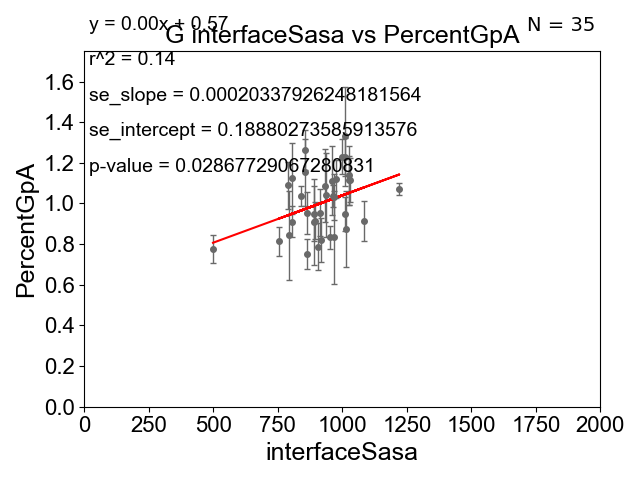 y = 0.00x + 0.57
N = 35
G interfaceSasa vs PercentGpA
r^2 = 0.14
se_slope = 0.00020337926248181564
se_intercept = 0.18880273585913576
p-value = 0.02867729067280831
PercentGpA
1.6
1.4
1.2
1.0
0.8
0.6
0.4
0.2
0.0
0 250 500 750 1000 1250 1500 1750 2000
interfaceSasa